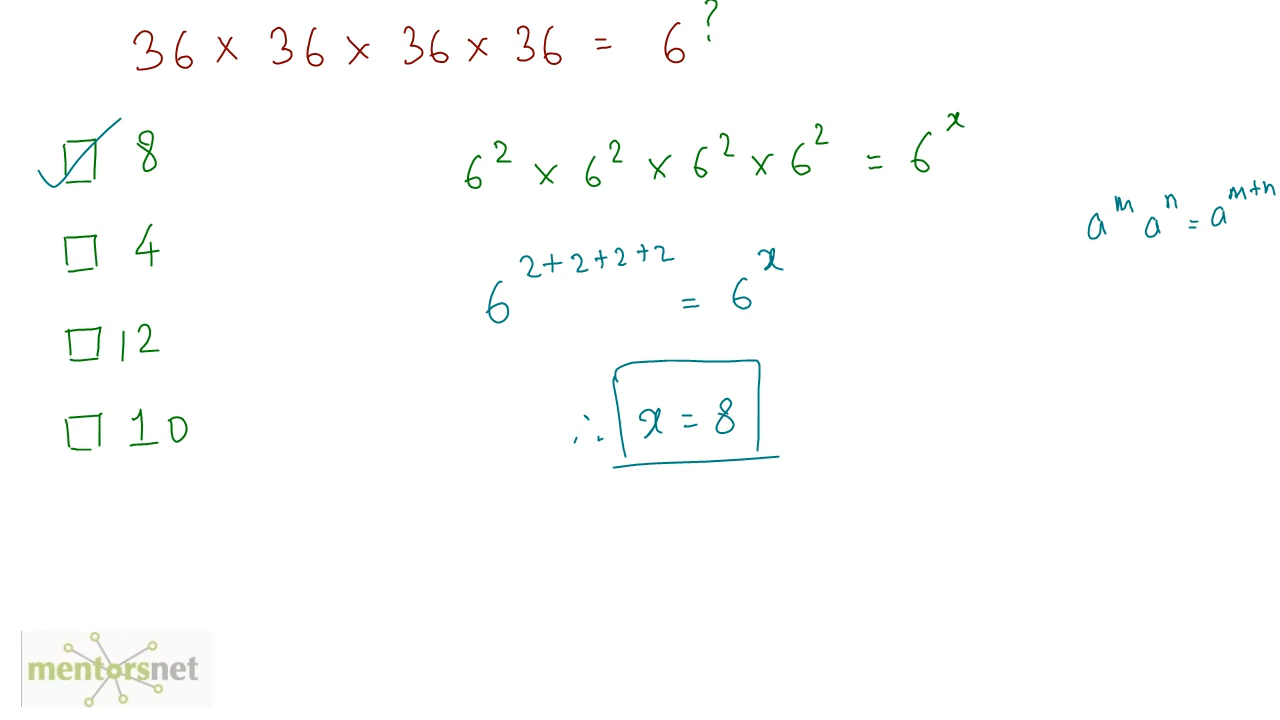 36 × 36 × 36 × 36 = 6^?
8
6^2 × 6^2 × 6^2 × 6^2 = 6^x
a^m a^n = a^m+n
4
6^2+2+2+2 = 6^x
12
∴ x = 8
10
mentorsnet